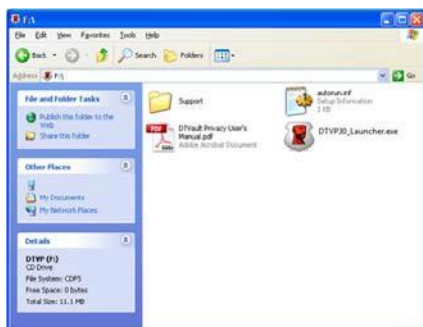 F:\
File Edit View Favorites Tools Help
Back Search Folders
Address F:\ Go
File and Folder Tasks
Publish this folder to the
Web
Share this folder
Other Places
My Documents
My Network Places
Details
DTVP (F:)
CD Drive
File System: CDFS
Free Space: 0 bytes
Total Size: 11.1 MB
Support
autorun.inf
Setup Information
1 KB
PDF
DTVault Privacy User's
Manual.pdf
Adobe Acrobat Document
DTVP30_Launcher.exe